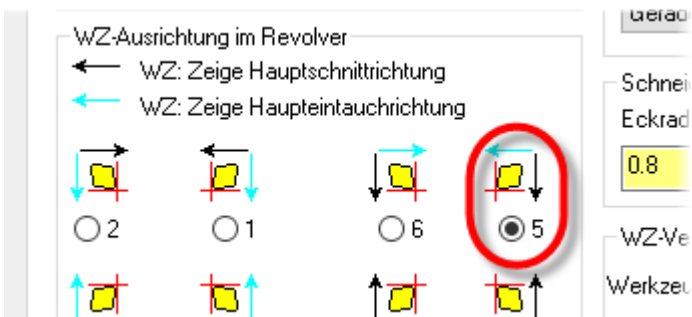 WZ-Ausrichtung im Revolver
WZ: Zeige Hauptschnittrichtung
WZ: Zeige Haupteintauchrichtung
2
1
6
5
Gerad
Schnei
Eckrad
0.8
WZ-Ve
Werkzeu